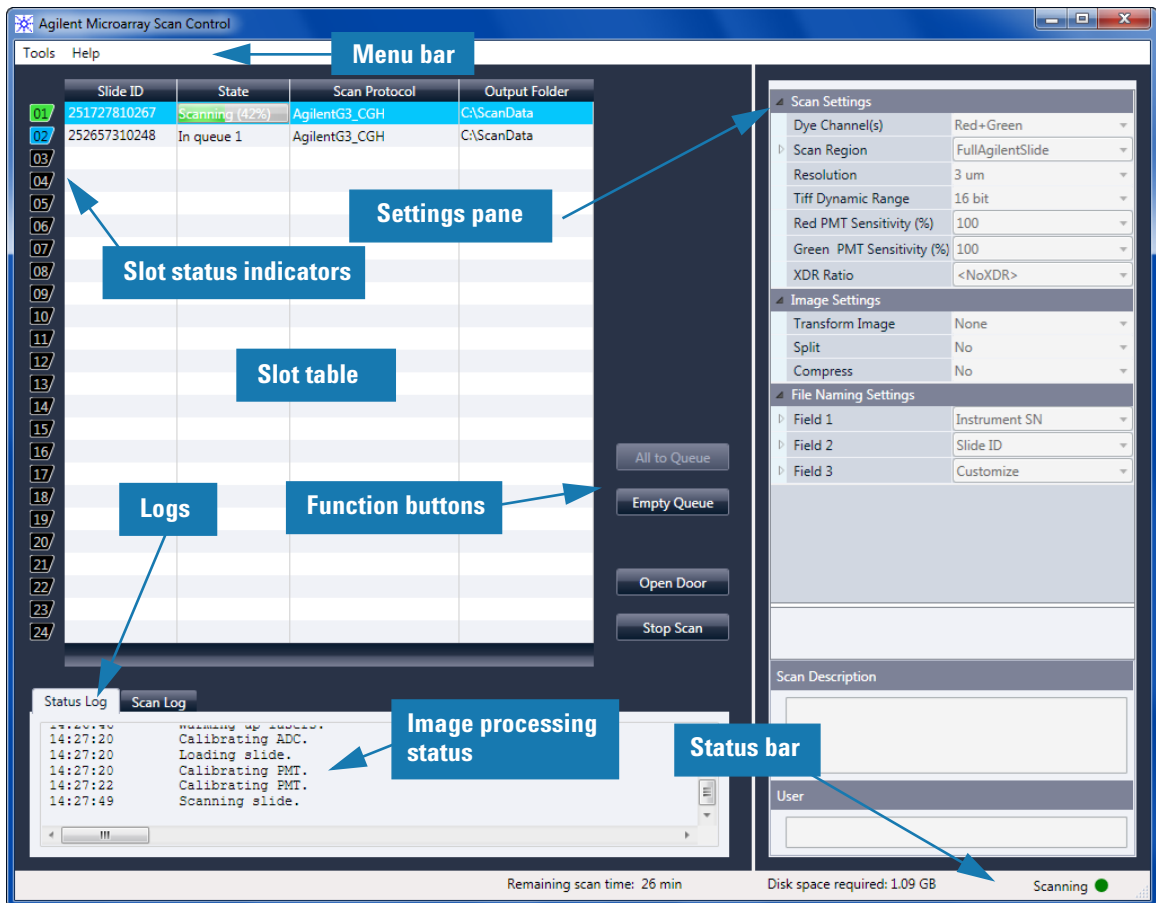 Agilent Microarray Scan Control
Tools Help
Menu bar
Slide ID State Scan Protocol Output Folder
01 251727810267 Scanning (42%) AgilentG3_CGH C:\ScanData
02 252657310248 In queue 1 AgilentG3_CGH C:\ScanData
03
04
05
06
07
08
09
10
11
12
13
14
15
16
17
18
19
20
21
22
23
24
Slot status indicators
Slot table
Settings pane
Logs
Function buttons
All to Queue
Empty Queue
Open Door
Stop Scan
Scan Settings
Dye Channel(s) Red+Green
Scan Region FullAgilentSlide
Resolution 3 um
Tiff Dynamic Range 16 bit
Red PMT Sensitivity (%) 100
Green PMT Sensitivity (%) 100
XDR Ratio <NoXDR>
Image Settings
Transform Image None
Split No
Compress No
File Naming Settings
Field 1 Instrument SN
Field 2 Slide ID
Field 3 Customize
Scan Description
User
Status Log Scan Log
Warming up lasers.
14:27:20 Calibrating ADC.
14:27:20 Loading slide.
14:27:20 Calibrating PMT.
14:27:22 Calibrating PMT.
14:27:49 Scanning slide.
Image processing
status
Status bar
Remaining scan time: 26 min Disk space required: 1.09 GB Scanning